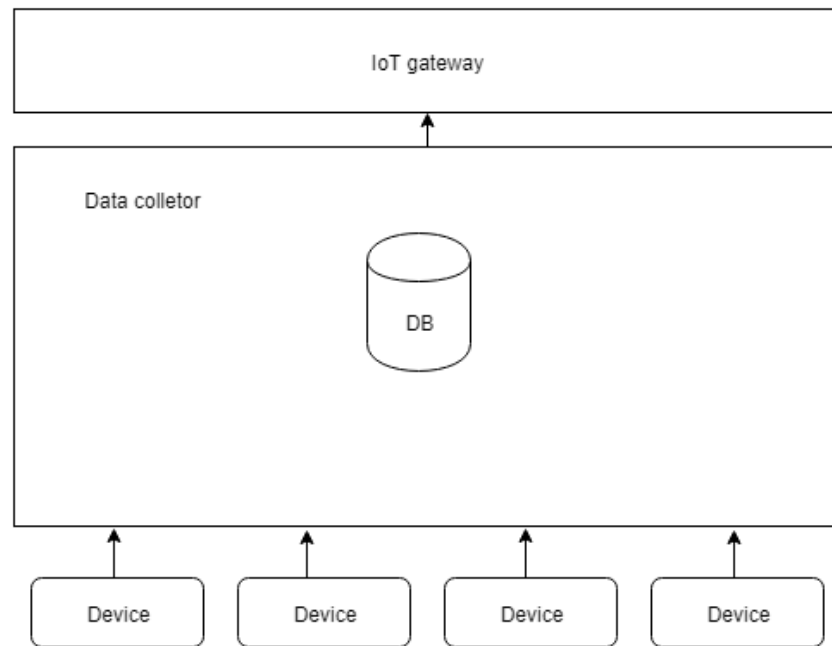 IoT gateway
Data colletor
DB
Device
Device
Device
Device